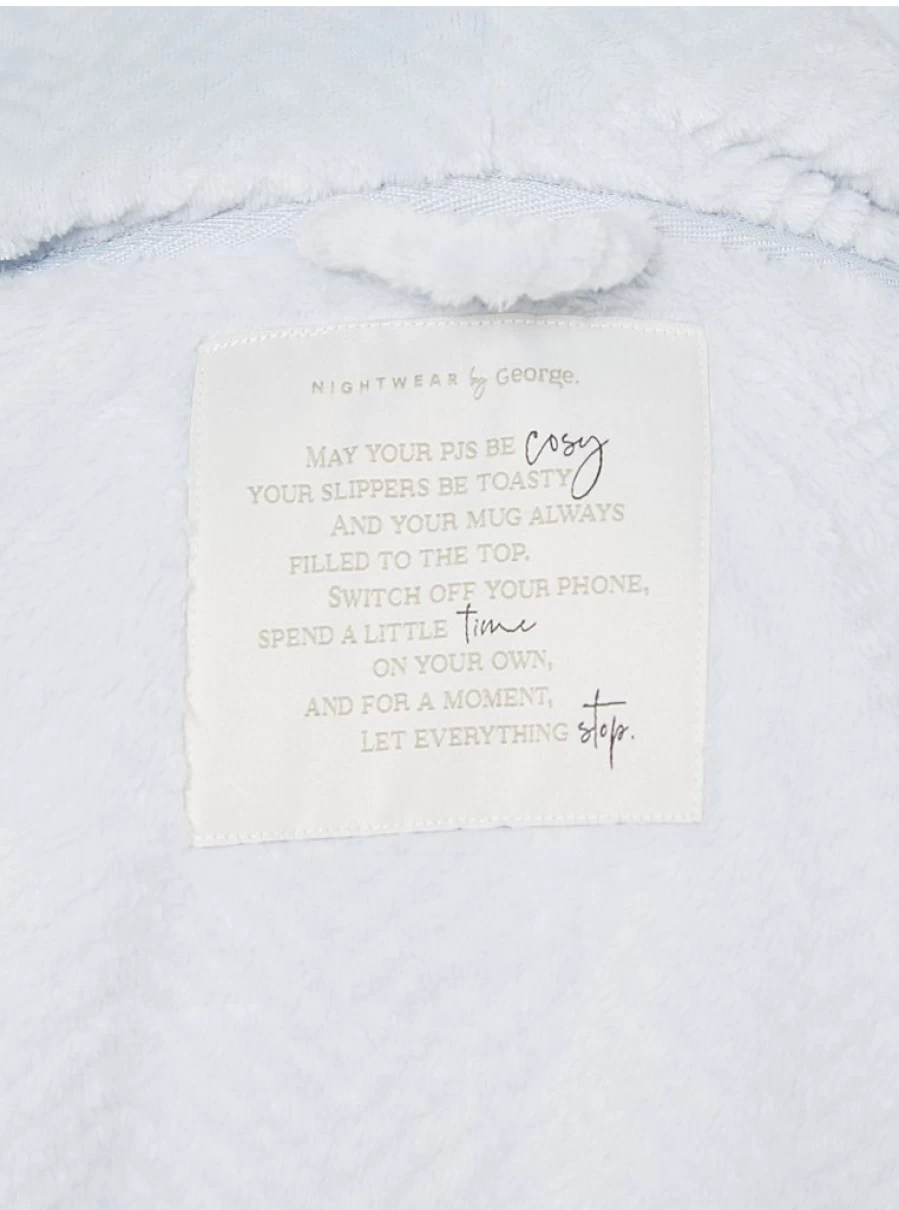 NIGHTWEAR by George.
MAY YOUR PJS BE cosy
YOUR SLIPPERS BE TOASTY
AND YOUR MUG ALWAYS
FILLED TO THE TOP.
SWITCH OFF YOUR PHONE,
SPEND A LITTLE time
ON YOUR OWN,
AND FOR A MOMENT,
LET EVERYTHING stop.